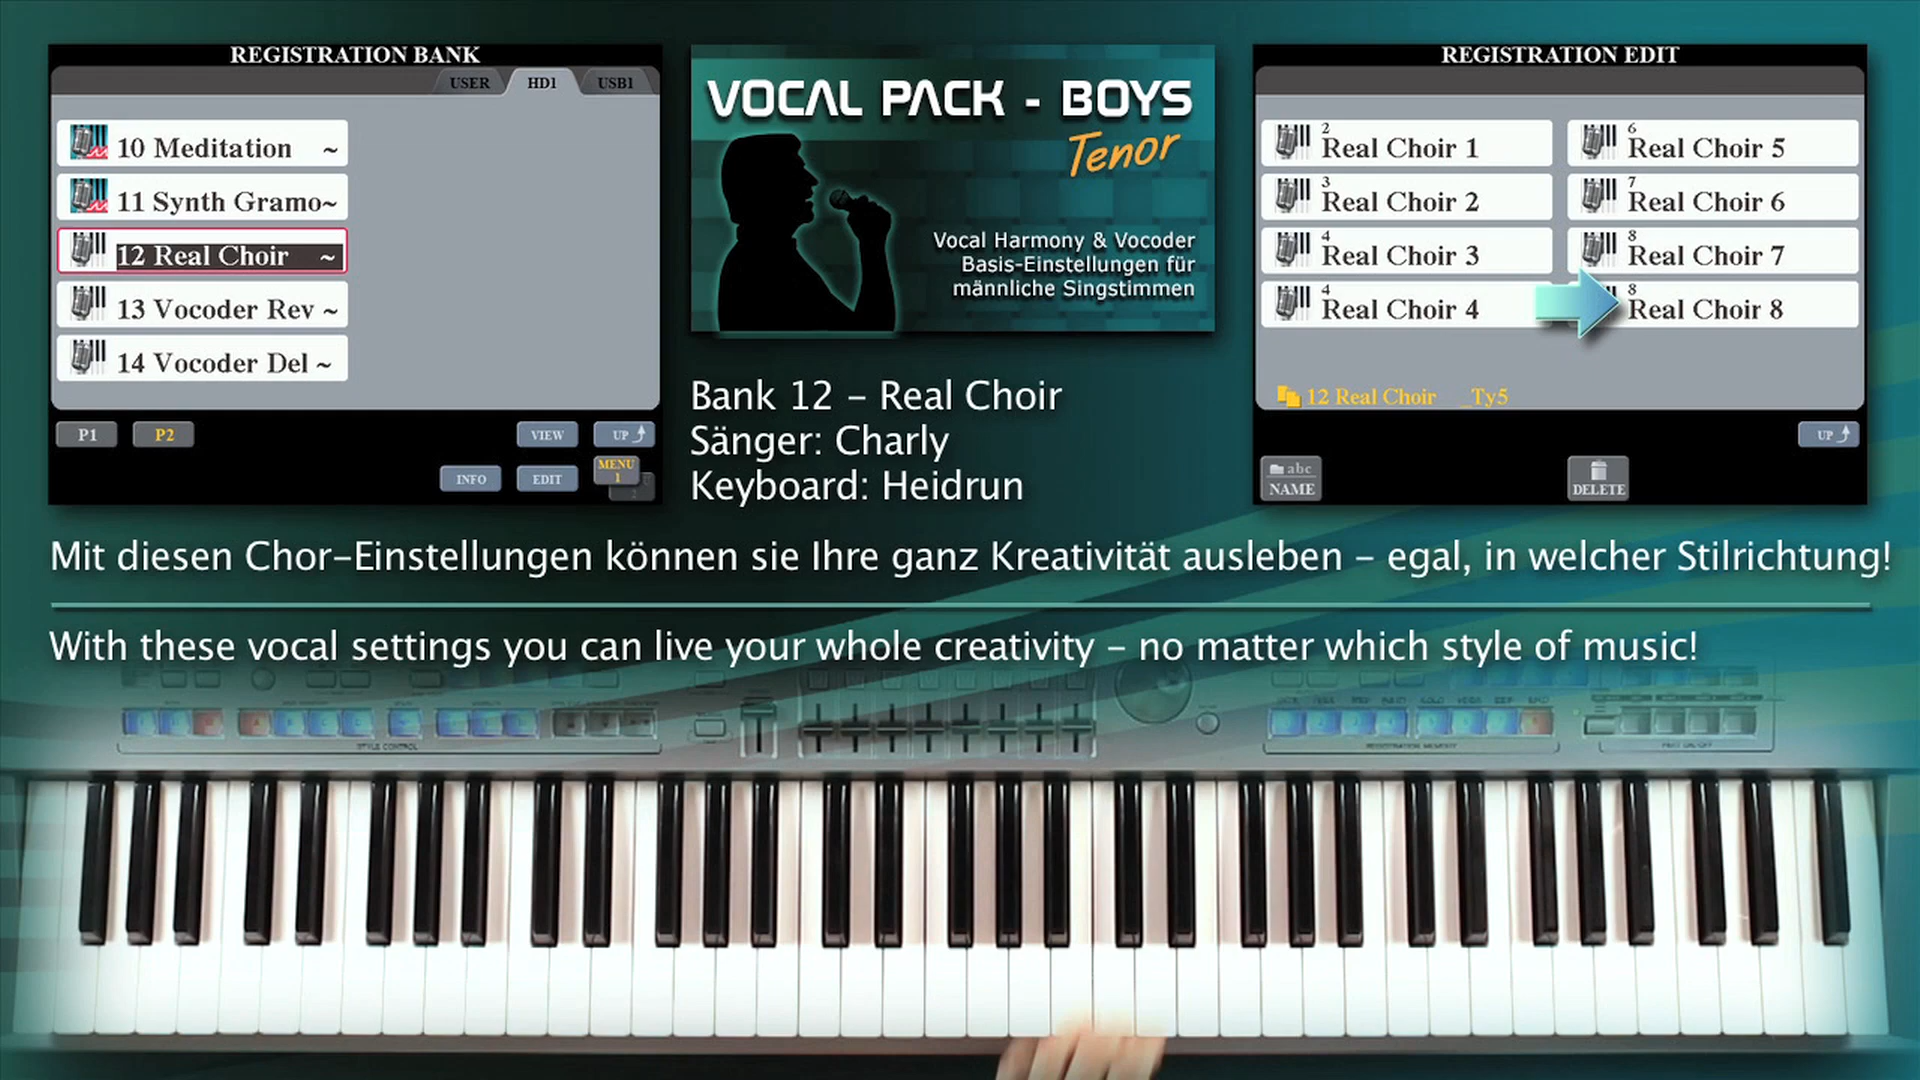 REGISTRATION BANK
USER HD1 USB1
10 Meditation ~
11 Synth Gramo~
12 Real Choir ~
13 Vocoder Rev ~
14 Vocoder Del ~
P1 P2 VIEW UP
INFO EDIT MENU 1
2
VOCAL PACK - BOYS
Tenor
Vocal Harmony & Vocoder
Basis-Einstellungen für
männliche Singstimmen
Bank 12 – Real Choir
Sänger: Charly
Keyboard: Heidrun
REGISTRATION EDIT
2 Real Choir 1
6 Real Choir 5
3 Real Choir 2
7 Real Choir 6
4 Real Choir 3
8 Real Choir 7
4 Real Choir 4
8 Real Choir 8
12 Real Choir _Ty5
UP
abc
NAME
DELETE
Mit diesen Chor-Einstellungen können sie Ihre ganz Kreativität ausleben – egal, in welcher Stilrichtung!
With these vocal settings you can live your whole creativity – no matter which style of music!
STYLE CONTROL
REGISTRATION MEMORY